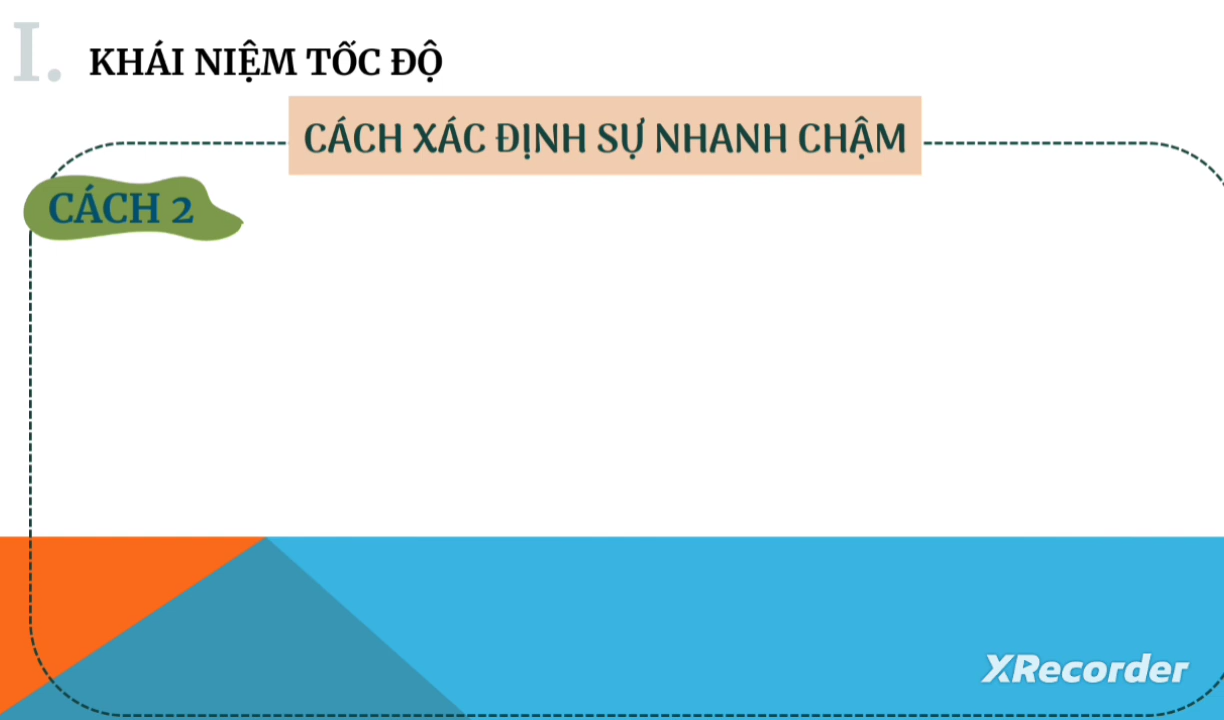 I. KHÁI NIỆM TỐC ĐỘ
CÁCH XÁC ĐỊNH SỰ NHANH CHẬM
CÁCH 2
XRecorder